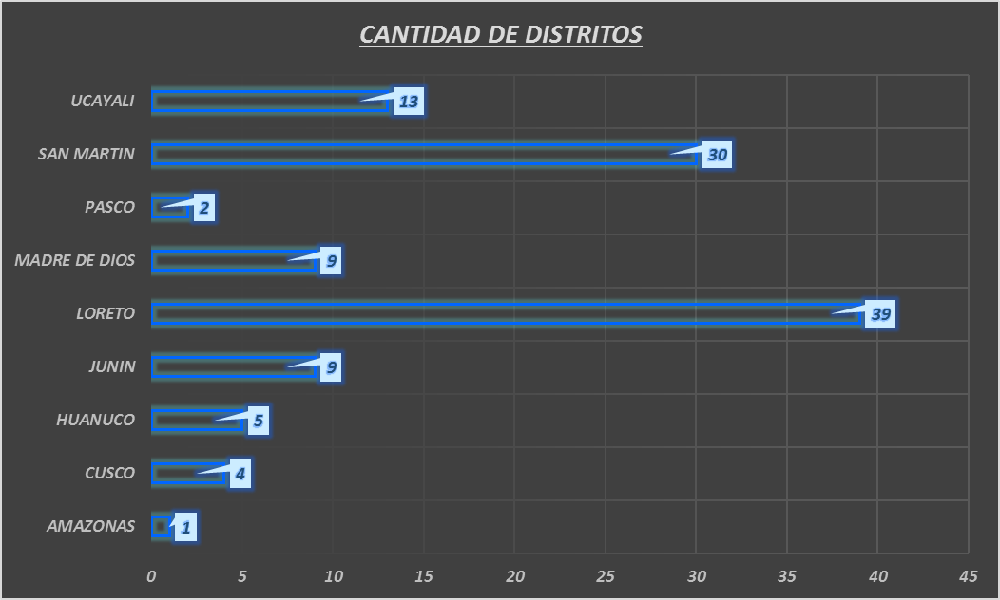 CANTIDAD DE DISTRITOS
UCAYALI 13
SAN MARTIN 30
PASCO 2
MADRE DE DIOS 9
LORETO 39
JUNIN 9
HUANUCO 5
CUSCO 4
AMAZONAS 1
0 5 10 15 20 25 30 35 40 45